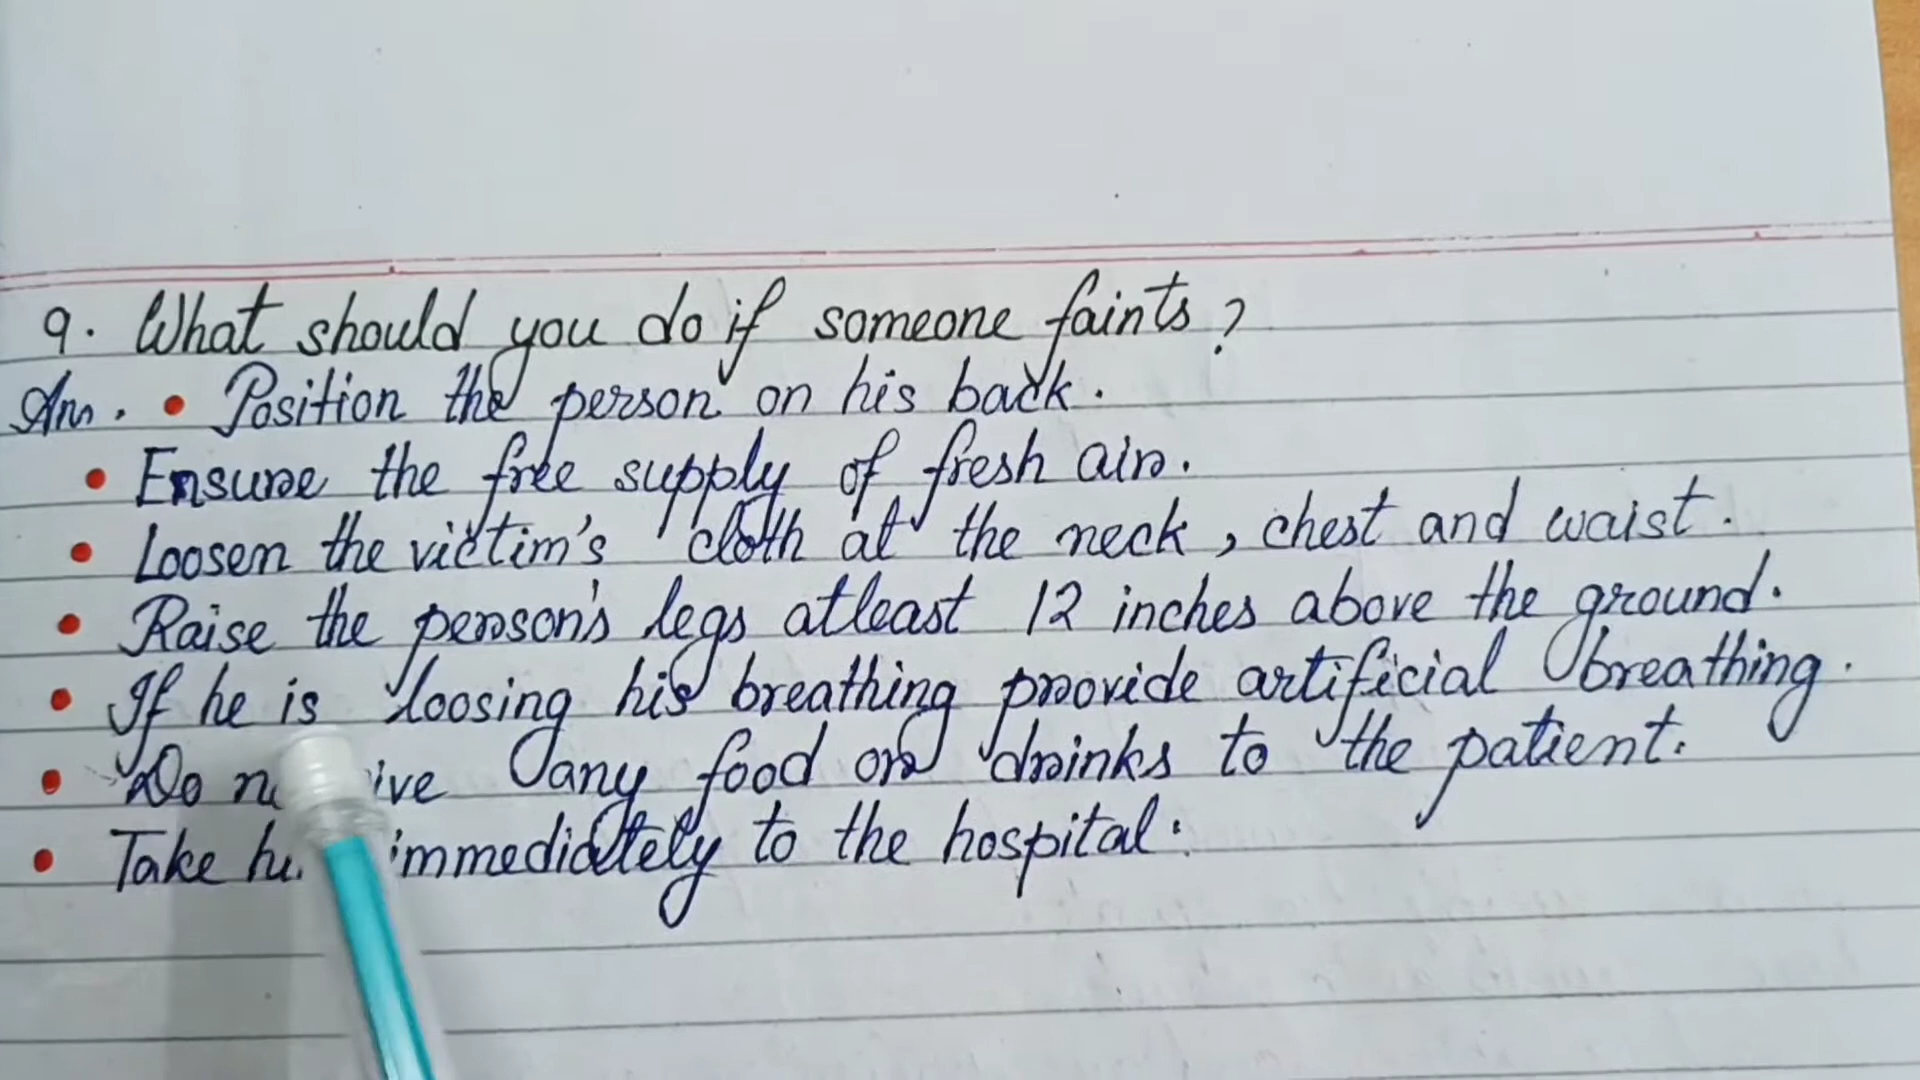 9. What should you do if someone faints?
Ans. • Position the person on his back.
• Ensure the free supply of fresh air.
• Loosen the victim's cloth at the neck, chest and waist.
• Raise the person's legs atleast 12 inches above the ground.
• If he is loosing his breathing provide artificial breathing.
• Do any food or drinks to the patient.
• Take immediately to the hospital.